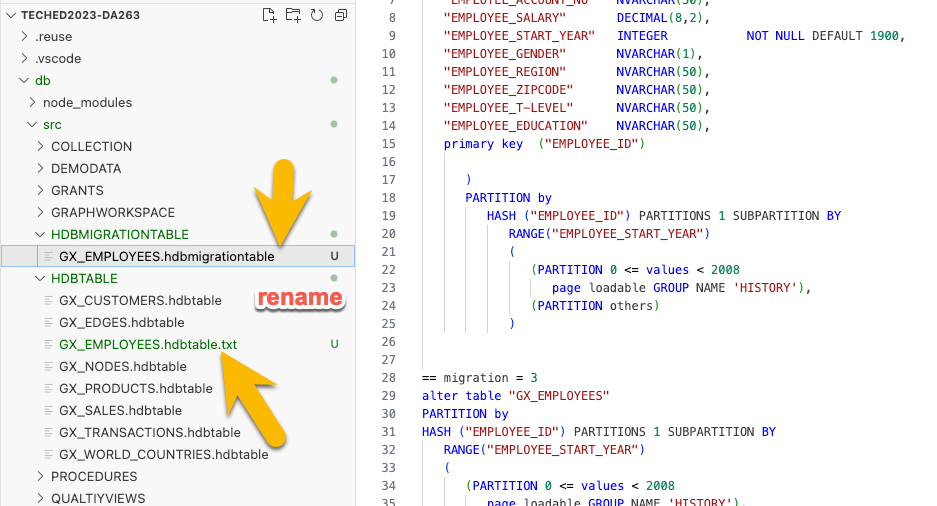 TECHED2023-DA263
.reuse
.vscode
db
node_modules
src
COLLECTION
DEMODATA
GRANTS
GRAPHWORKSPACE
HDBMIGRATIONTABLE
GX_EMPLOYEES.hdbmigrationtable U
HDBTABLE
rename
GX_CUSTOMERS.hdbtable
GX_EDGES.hdbtable
GX_EMPLOYEES.hdbtable.txt U
GX_NODES.hdbtable
GX_PRODUCTS.hdbtable
GX_SALES.hdbtable
GX_TRANSACTIONS.hdbtable
GX_WORLD_COUNTRIES.hdbtable
PROCEDURES
QUALTIYVIEWS
7 "EMPLOYEE_ACCOUNT_NO" NVARCHAR(50),
8 "EMPLOYEE_SALARY" DECIMAL(8,2),
9 "EMPLOYEE_START_YEAR" INTEGER NOT NULL DEFAULT 1900,
10 "EMPLOYEE_GENDER" NVARCHAR(1),
11 "EMPLOYEE_REGION" NVARCHAR(50),
12 "EMPLOYEE_ZIPCODE" NVARCHAR(50),
13 "EMPLOYEE_T-LEVEL" NVARCHAR(50),
14 "EMPLOYEE_EDUCATION" NVARCHAR(50),
15 primary key ("EMPLOYEE_ID")
16
17 )
18 PARTITION by
19 HASH ("EMPLOYEE_ID") PARTITIONS 1 SUBPARTITION BY
20 RANGE("EMPLOYEE_START_YEAR")
21 (
22 (PARTITION 0 <= values < 2008
23 page loadable GROUP NAME 'HISTORY'),
24 (PARTITION others)
25 )
26
27
28 == migration = 3
29 alter table "GX_EMPLOYEES"
30 PARTITION by
31 HASH ("EMPLOYEE_ID") PARTITIONS 1 SUBPARTITION BY
32 RANGE("EMPLOYEE_START_YEAR")
33 (
34 (PARTITION 0 <= values < 2008
35 page loadable GROUP NAME 'HISTORY'),